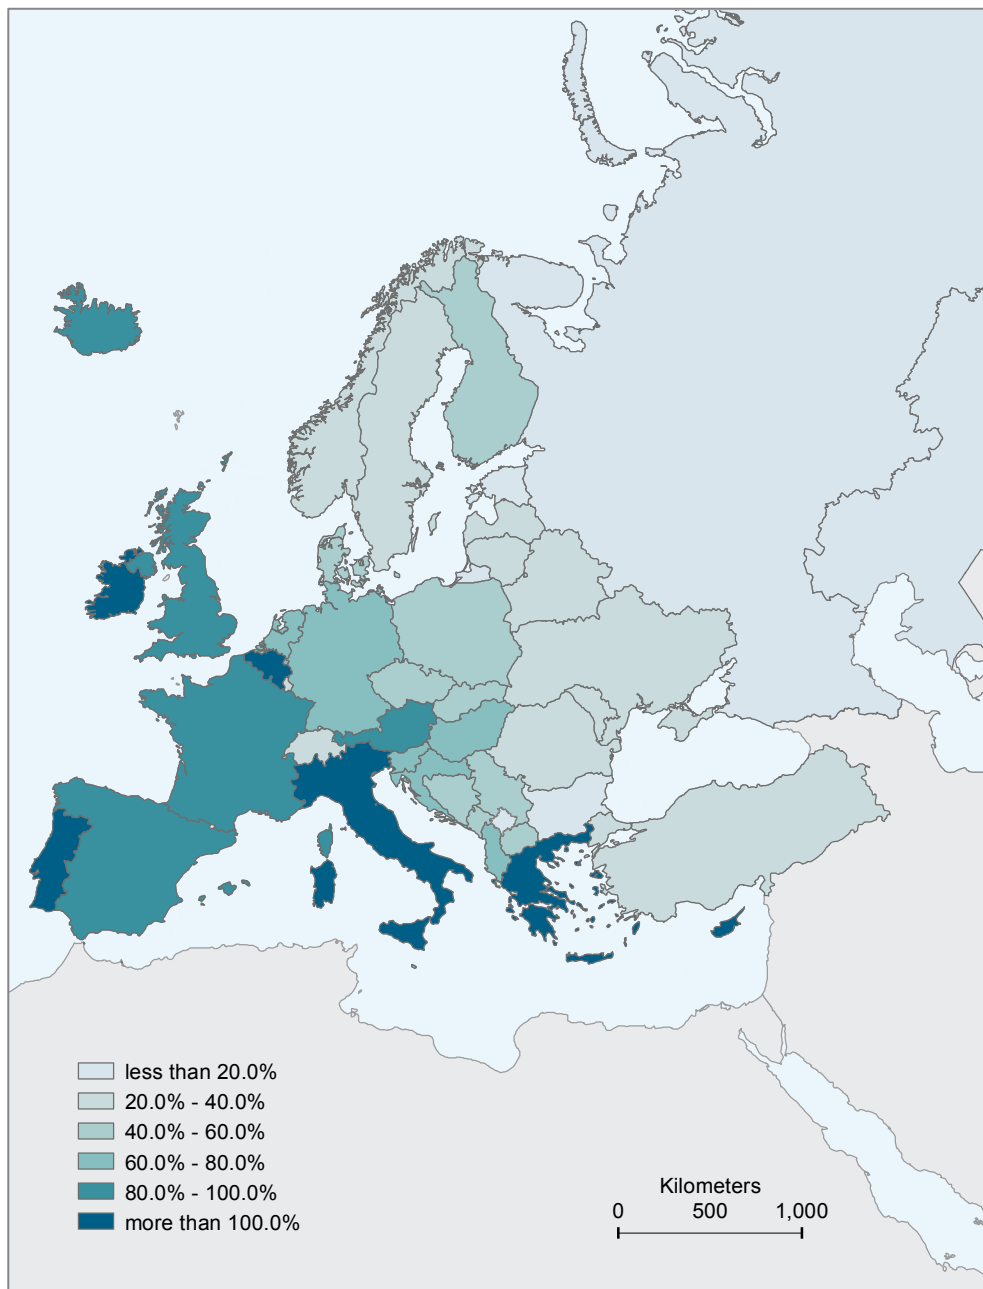 less than 20.0%
20.0% - 40.0%
40.0% - 60.0%
60.0% - 80.0%
80.0% - 100.0%
more than 100.0%
Kilometers
0 500 1,000